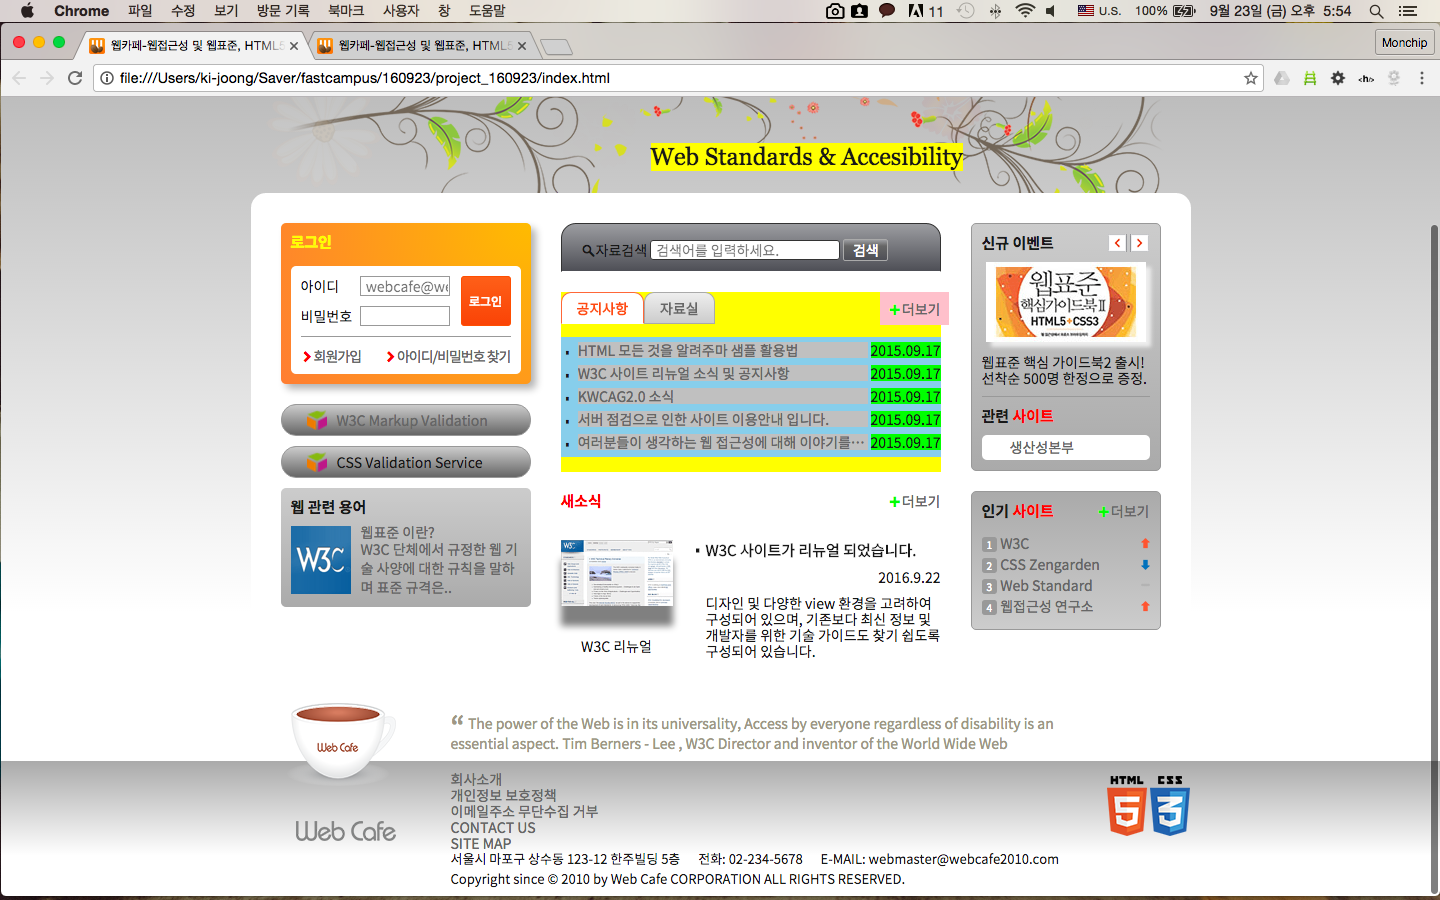 Chrome 파일 수정 보기 방문 기록 북마크 사용자 창 도움말 11 U.S. 100% 9월 23일 (금) 오후 5:54
웹카페-웹접근성 및 웹표준, HTML5 웹카페-웹접근성 및 웹표준, HTML5 Monchip
file:///Users/ki-joong/Saver/fastcampus/160923/project_160923/index.html <h>
Web Standards & Accesibility
로그인
아이디 webcafe@we
비밀번호
로그인
회원가입 아이디/비밀번호 찾기
W3C Markup Validation
CSS Validation Service
웹 관련 용어
W3C
웹표준 이란?
W3C 단체에서 규정한 웹 기
술 사양에 대한 규칙을 말하
며 표준 규격은..
자료검색 검색어를 입력하세요. 검색
공지사항 자료실 +더보기
HTML 모든 것을 알려주마 샘플 활용법 2015.09.17
W3C 사이트 리뉴얼 소식 및 공지사항 2015.09.17
KWCAG2.0 소식 2015.09.17
서버 점검으로 인한 사이트 이용안내 입니다. 2015.09.17
여러분들이 생각하는 웹 접근성에 대해 이야기를… 2015.09.17
새소식 +더보기
W3C
W3C 리뉴얼
W3C 사이트가 리뉴얼 되었습니다.
2016.9.22
디자인 및 다양한 view 환경을 고려하여
구성되어 있으며, 기존보다 최신 정보 및
개발자를 위한 기술 가이드도 찾기 쉽도록
구성되어 있습니다.
신규 이벤트 < >
웹표준
핵심가이드북 II
HTML5+CSS3
웹표준 핵심 가이드북2 출시!
선착순 500명 한정으로 증정.
관련 사이트
생산성본부
인기 사이트 +더보기
1 W3C
2 CSS Zengarden
3 Web Standard
4 웹접근성 연구소
Web Cafe
“ The power of the Web is in its universality, Access by everyone regardless of disability is an
essential aspect. Tim Berners - Lee , W3C Director and inventor of the World Wide Web
Web Cafe
회사소개
개인정보 보호정책
이메일주소 무단수집 거부
CONTACT US
SITE MAP
서울시 마포구 상수동 123-12 한주빌딩 5층 전화: 02-234-5678 E-MAIL: webmaster@webcafe2010.com
Copyright since © 2010 by Web Cafe CORPORATION ALL RIGHTS RESERVED.
HTML CSS
5 3